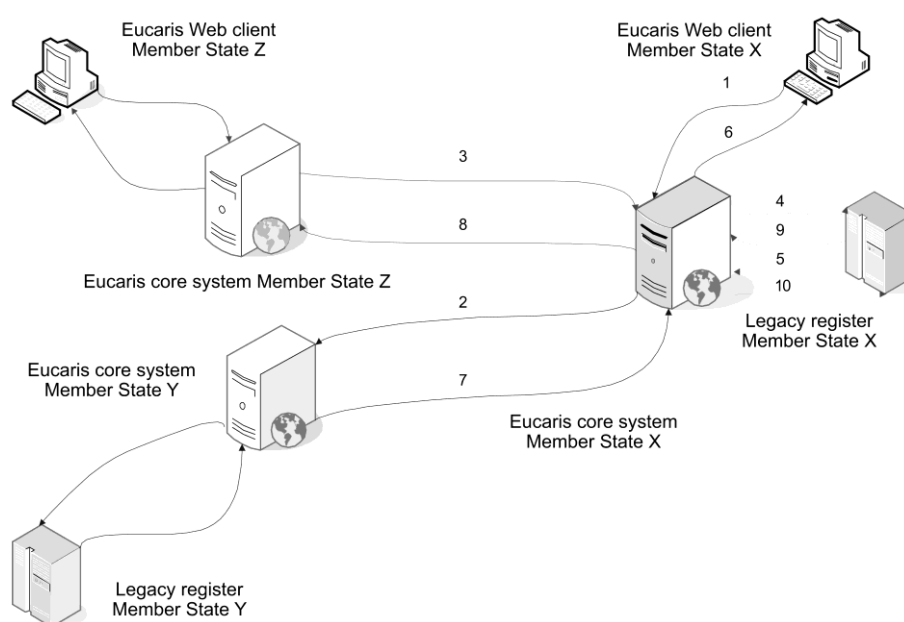 Eucaris Web client
Member State Z
Eucaris Web client
Member State X
1
6
3
4
8
9
5
10
Eucaris core system Member State Z
2
Legacy register
Member State X
Eucaris core system
Member State Y
7
Eucaris core system
Member State X
Legacy register
Member State Y